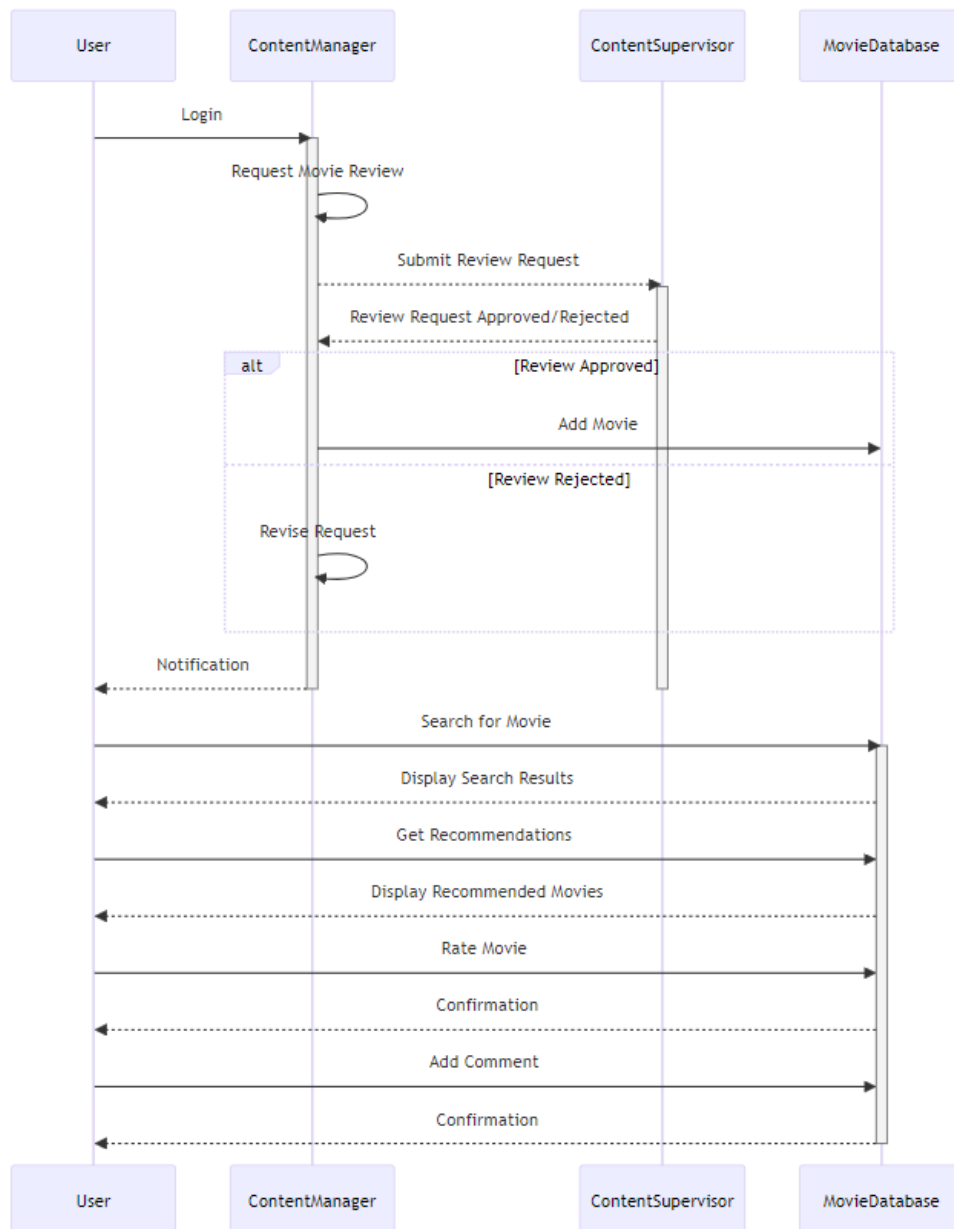 User ContentManager ContentSupervisor MovieDatabase
Login
Request Movie Review
Submit Review Request
Review Request Approved/Rejected
alt [Review Approved]
Add Movie
[Review Rejected]
Revise Request
Notification
Search for Movie
Display Search Results
Get Recommendations
Display Recommended Movies
Rate Movie
Confirmation
Add Comment
Confirmation
User ContentManager ContentSupervisor MovieDatabase